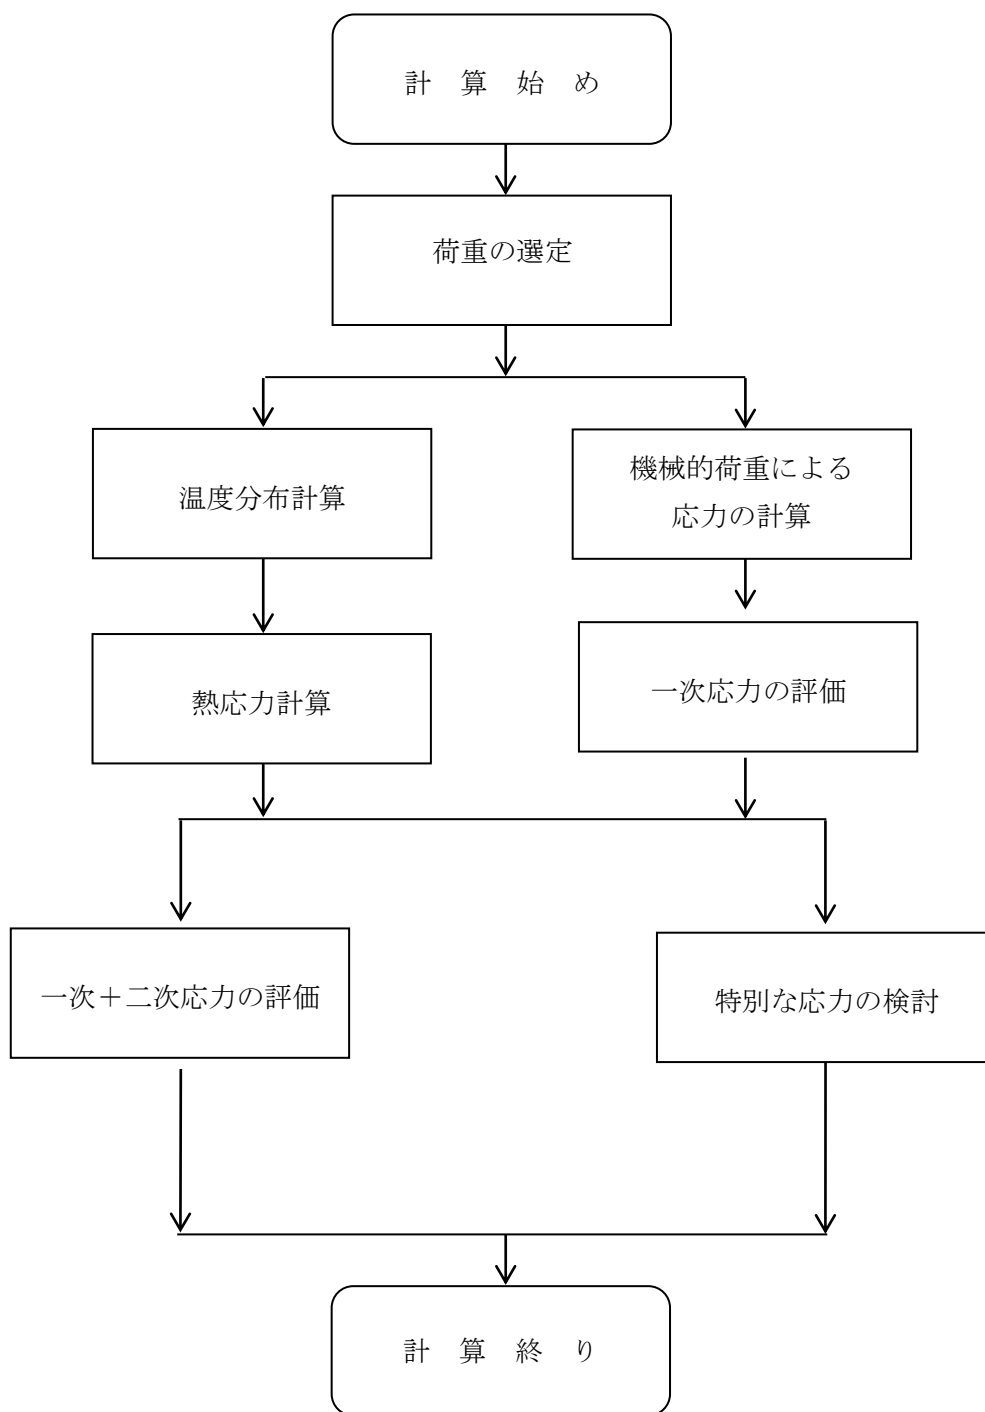 計 算 始 め
荷重の選定
温度分布計算
機械的荷重による
応力の計算
熱応力計算
一次応力の評価
一次＋二次応力の評価
特別な応力の検討
計 算 終 り